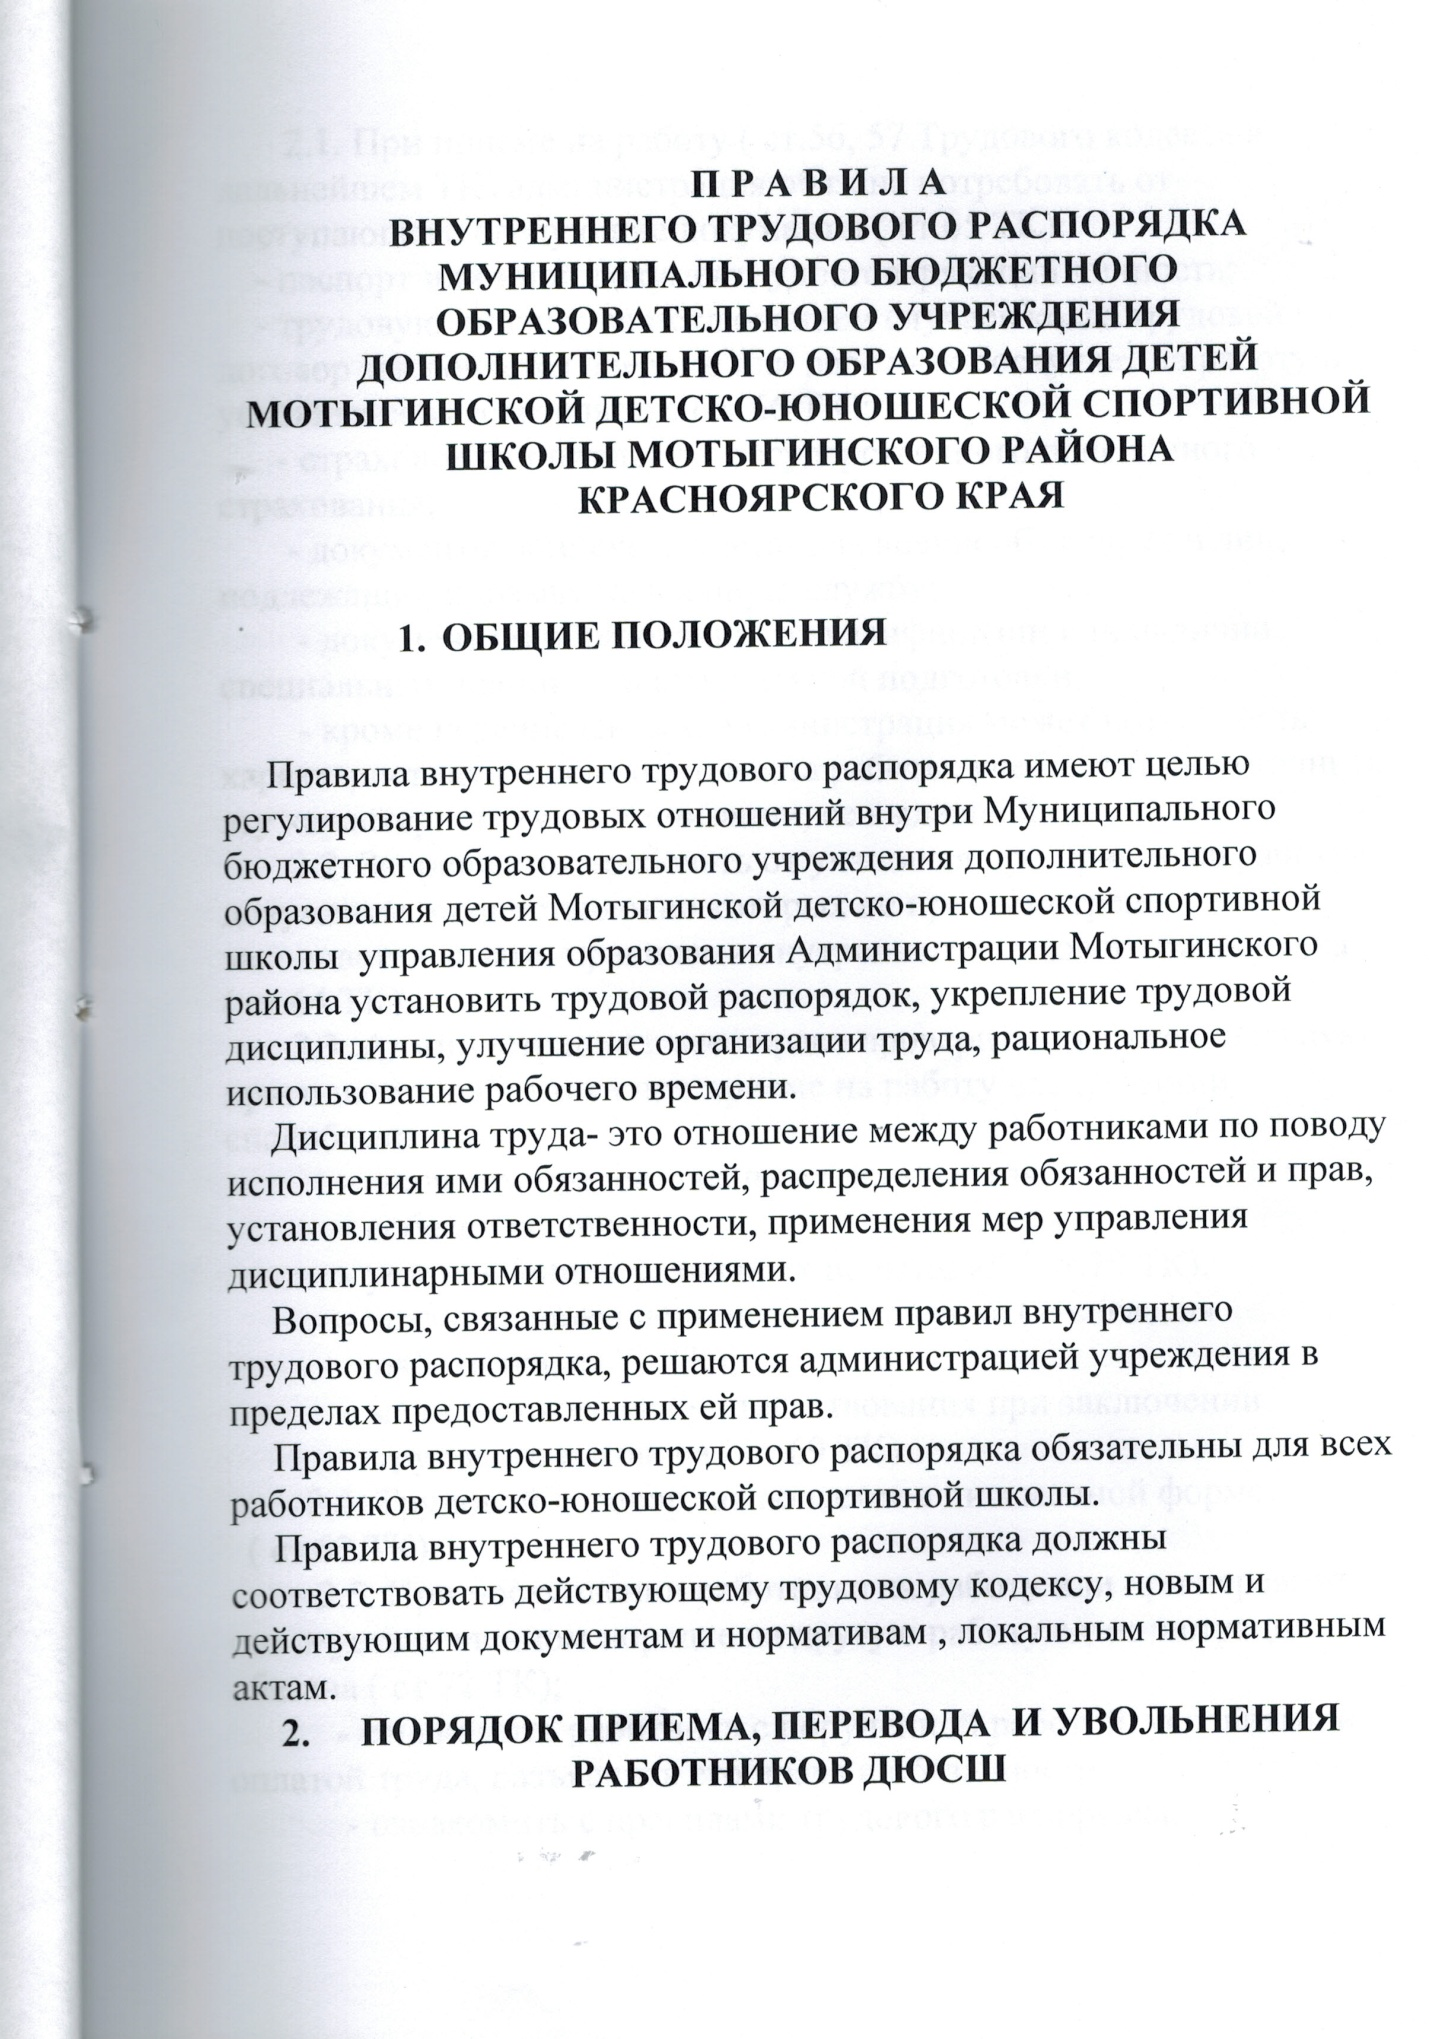 П Р А В И Л А
ВНУТРЕННЕГО ТРУДОВОГО РАСПОРЯДКА
МУНИЦИПАЛЬНОГО БЮДЖЕТНОГО
ОБРАЗОВАТЕЛЬНОГО УЧРЕЖДЕНИЯ
ДОПОЛНИТЕЛЬНОГО ОБРАЗОВАНИЯ ДЕТЕЙ
МОТЫГИНСКОЙ ДЕТСКО-ЮНОШЕСКОЙ СПОРТИВНОЙ
ШКОЛЫ МОТЫГИНСКОГО РАЙОНА
КРАСНОЯРСКОГО КРАЯ
1. ОБЩИЕ ПОЛОЖЕНИЯ
Правила внутреннего трудового распорядка имеют целью
регулирование трудовых отношений внутри Муниципального
бюджетного образовательного учреждения дополнительного
образования детей Мотыгинской детско-юношеской спортивной
школы управления образования Администрации Мотыгинского
района установить трудовой распорядок, укрепление трудовой
дисциплины, улучшение организации труда, рациональное
использование рабочего времени.
Дисциплина труда- это отношение между работниками по поводу
исполнения ими обязанностей, распределения обязанностей и прав,
установления ответственности, применения мер управления
дисциплинарными отношениями.
Вопросы, связанные с применением правил внутреннего
трудового распорядка, решаются администрацией учреждения в
пределах предоставленных ей прав.
Правила внутреннего трудового распорядка обязательны для всех
работников детско-юношеской спортивной школы.
Правила внутреннего трудового распорядка должны
соответствовать действующему трудовому кодексу, новым и
действующим документам и нормативам , локальным нормативным
актам.
2. ПОРЯДОК ПРИЕМА, ПЕРЕВОДА И УВОЛЬНЕНИЯ
РАБОТНИКОВ ДЮСШ